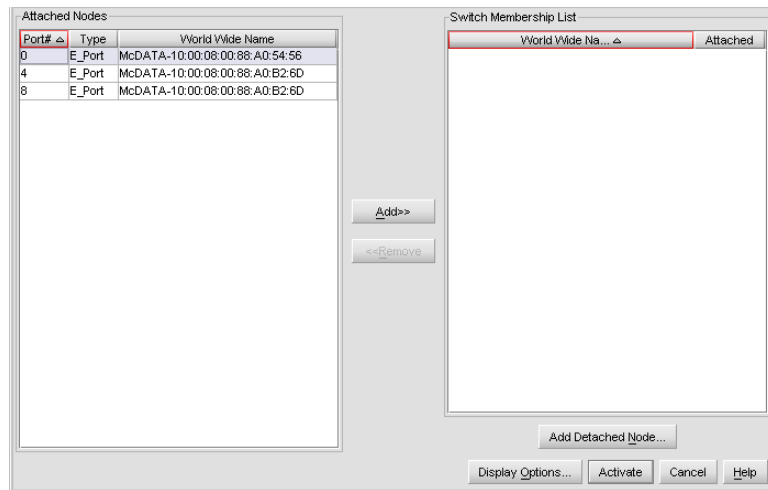 Attached Nodes
Port# Type World Wide Name
0 E_Port McDATA-10:00:08:00:88:A0:54:56
4 E_Port McDATA-10:00:08:00:88:A0:B2:6D
8 E_Port McDATA-10:00:08:00:88:A0:B2:6D
Add>>
<<Remove
Switch Membership List
World Wide Na... Attached
Add Detached Node...
Display Options... Activate Cancel Help